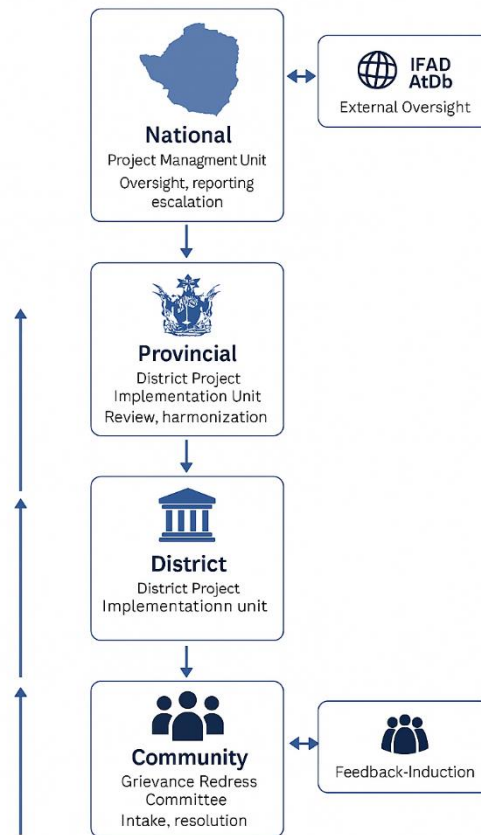 National
Project Managment Unit
Oversight, reporting
escalation
IFAD
AtDb
External Oversight
Provincial
District Project
Implementation Unit
Review, harmonization
District
District Project
Implementationn unit
Community
Grievance Redress
Committee
Intake, resolution
Feedback-Induction